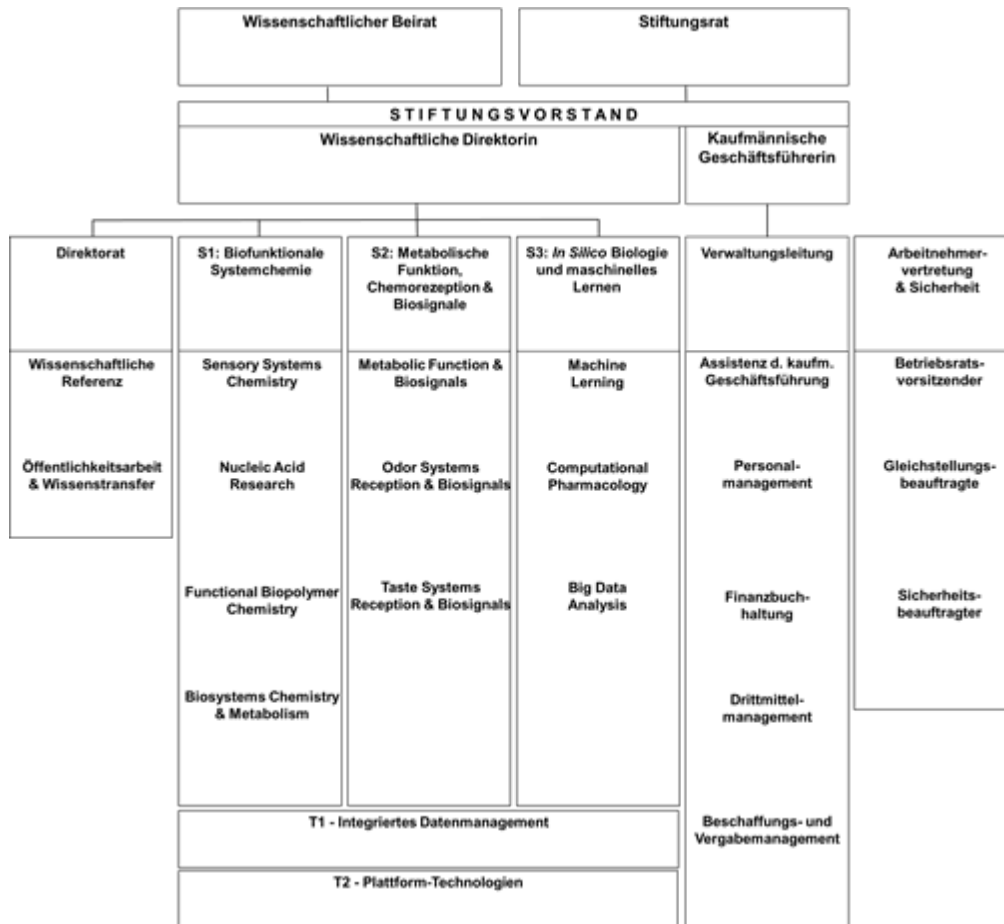 Wissenschaftlicher Beirat
Stiftungsrat
STIFTUNGSVORSTAND
Wissenschaftliche Direktorin
Kaufmännische
Geschäftsführerin
Direktorat
S1: Biofunktionale
Systemchemie
S2: Metabolische
Funktion,
Chemorezeption &
Biosignale
S3: In Silico Biologie
und maschinelles
Lernen
Verwaltungsleitung
Arbeitnehmer-
vertretung
& Sicherheit
Wissenschaftliche
Referenz
Öffentlichkeitsarbeit
& Wissenstransfer
Sensory Systems
Chemistry
Nucleic Acid
Research
Functional Biopolymer
Chemistry
Biosystems Chemistry
& Metabolism
Metabolic Function &
Biosignals
Odor Systems
Reception & Biosignals
Taste Systems
Reception & Biosignals
Machine
Lerning
Computational
Pharmacology
Big Data
Analysis
Assistenz d. kaufm.
Geschäftsführung
Personal-
management
Finanzbuch-
haltung
Drittmittel-
management
Beschaffungs- und
Vergabemanagement
Betriebsrats-
vorsitzender
Gleichstellungs-
beauftragte
Sicherheits-
beauftragter
T1 - Integriertes Datenmanagement
T2 - Plattform-Technologien